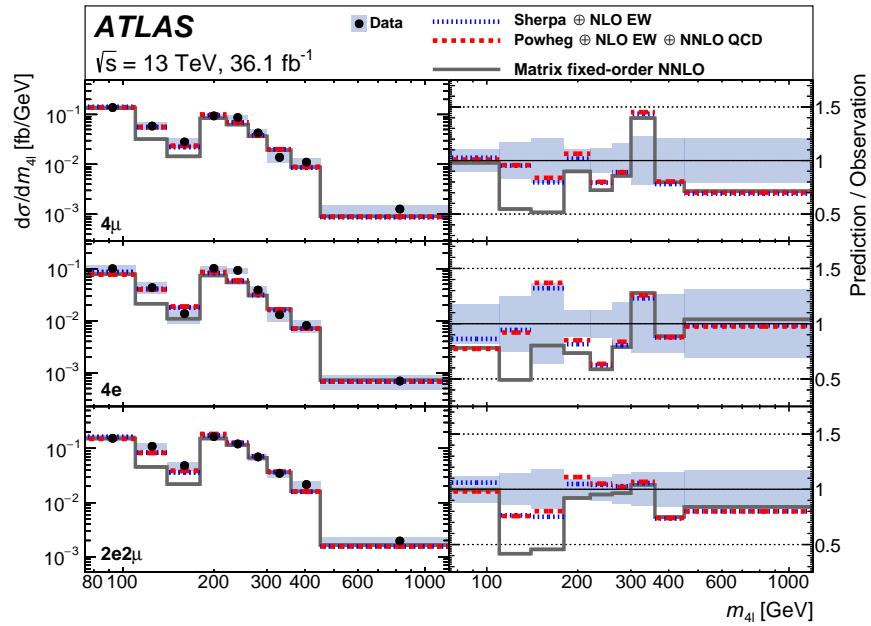 ATLAS
√s = 13 TeV, 36.1 fb⁻¹
Data
Sherpa ⊕ NLO EW
Powheg ⊕ NLO EW ⊕ NNLO QCD
Matrix fixed-order NNLO
dσ/dm₄ₗ [fb/GeV]
Prediction / Observation
10⁻¹
10⁻²
10⁻³
4μ
1.5
1
0.5
10⁻¹
10⁻²
10⁻³
4e
1.5
1
0.5
10⁻¹
10⁻²
10⁻³
2e2μ
1.5
1
0.5
80 100 200 300 400 1000
100 200 300 400 1000
m₄ₗ [GeV]